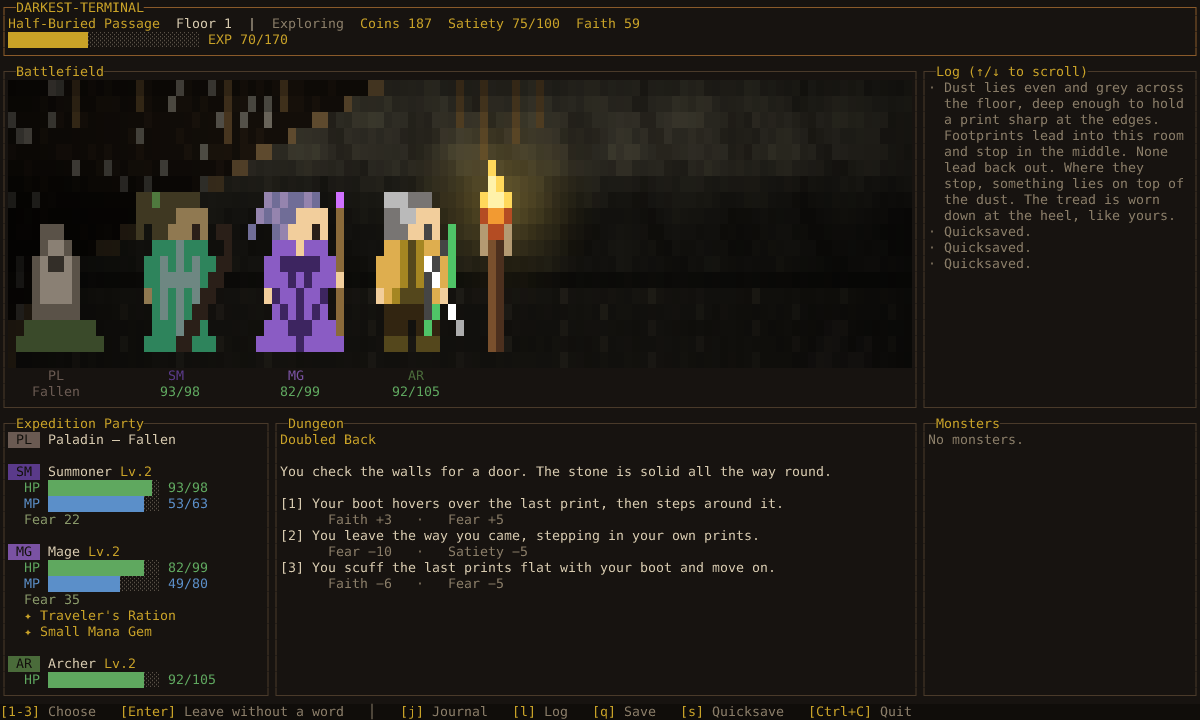 DARKEST-TERMINAL
Half-Buried Passage  Floor 1  |  Exploring  Coins 187  Satiety 75/100  Faith 59
EXP 70/170
Battlefield
PL SM MG AR
Fallen 93/98 82/99 92/105
Log (↑/↓ to scroll)
· Dust lies even and grey across
the floor, deep enough to hold
a print sharp at the edges.
Footprints lead into this room
and stop in the middle. None
lead back out. Where they
stop, something lies on top of
the dust. The tread is worn
down at the heel, like yours.
· Quicksaved.
· Quicksaved.
· Quicksaved.
Expedition Party
PL Paladin — Fallen
SM Summoner Lv.2
HP 93/98
MP 53/63
Fear 22
MG Mage Lv.2
HP 82/99
MP 49/80
Fear 35
✦ Traveler's Ration
✦ Small Mana Gem
AR Archer Lv.2
HP 92/105
Dungeon
Doubled Back
You check the walls for a door. The stone is solid all the way round.
[1] Your boot hovers over the last print, then steps around it.
Faith +3 · Fear +5
[2] You leave the way you came, stepping in your own prints.
Fear −10 · Satiety −5
[3] You scuff the last prints flat with your boot and move on.
Faith −6 · Fear −5
Monsters
No monsters.
[1-3] Choose [Enter] Leave without a word | [j] Journal [l] Log [q] Save [s] Quicksave [Ctrl+C] Quit